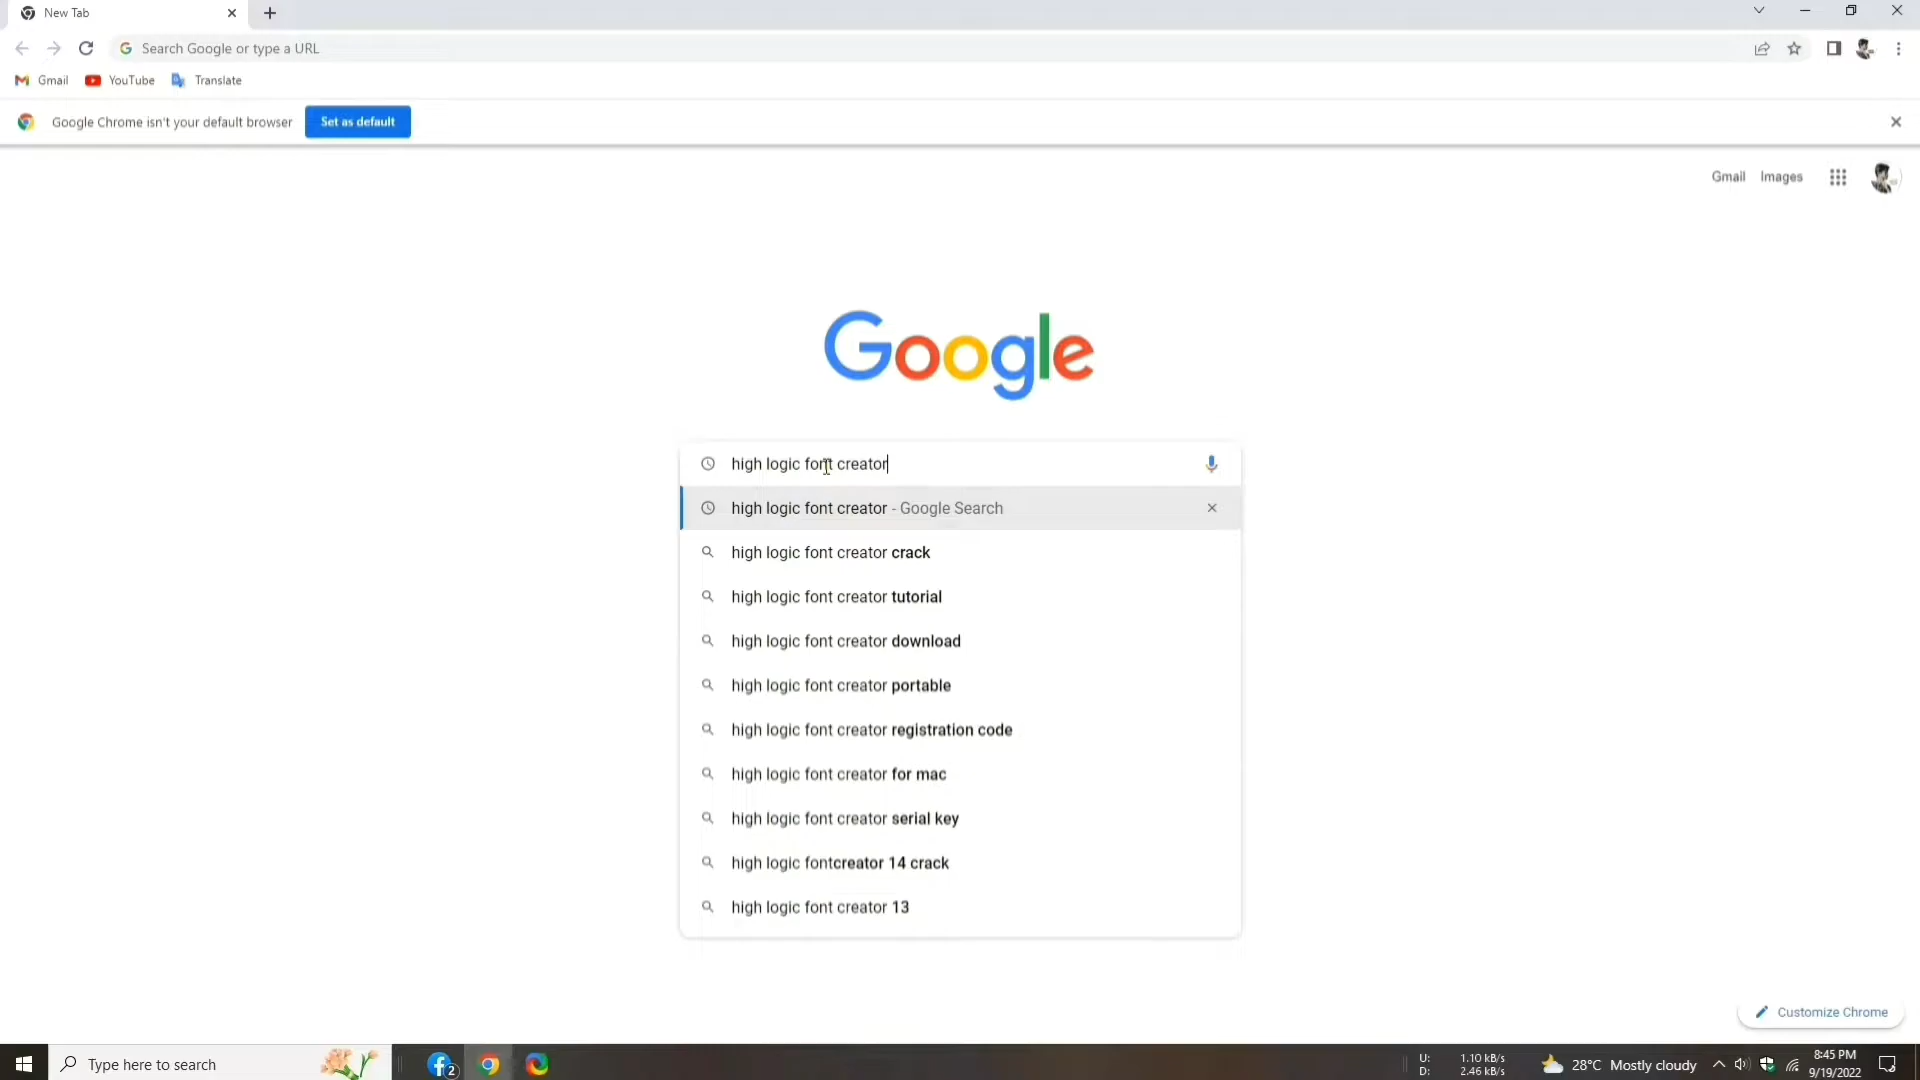 New Tab
Search Google or type a URL
Gmail
YouTube
Translate
Google Chrome isn't your default browser
Set as default
Gmail
Images
Google
high logic font creator
high logic font creator - Google Search
high logic font creator crack
high logic font creator tutorial
high logic font creator download
high logic font creator portable
high logic font creator registration code
high logic font creator for mac
high logic font creator serial key
high logic fontcreator 14 crack
high logic font creator 13
Customize Chrome
Type here to search
2
U: 1.10 kB/s
D: 2.46 kB/s
28°C Mostly cloudy
8:45 PM
9/19/2022